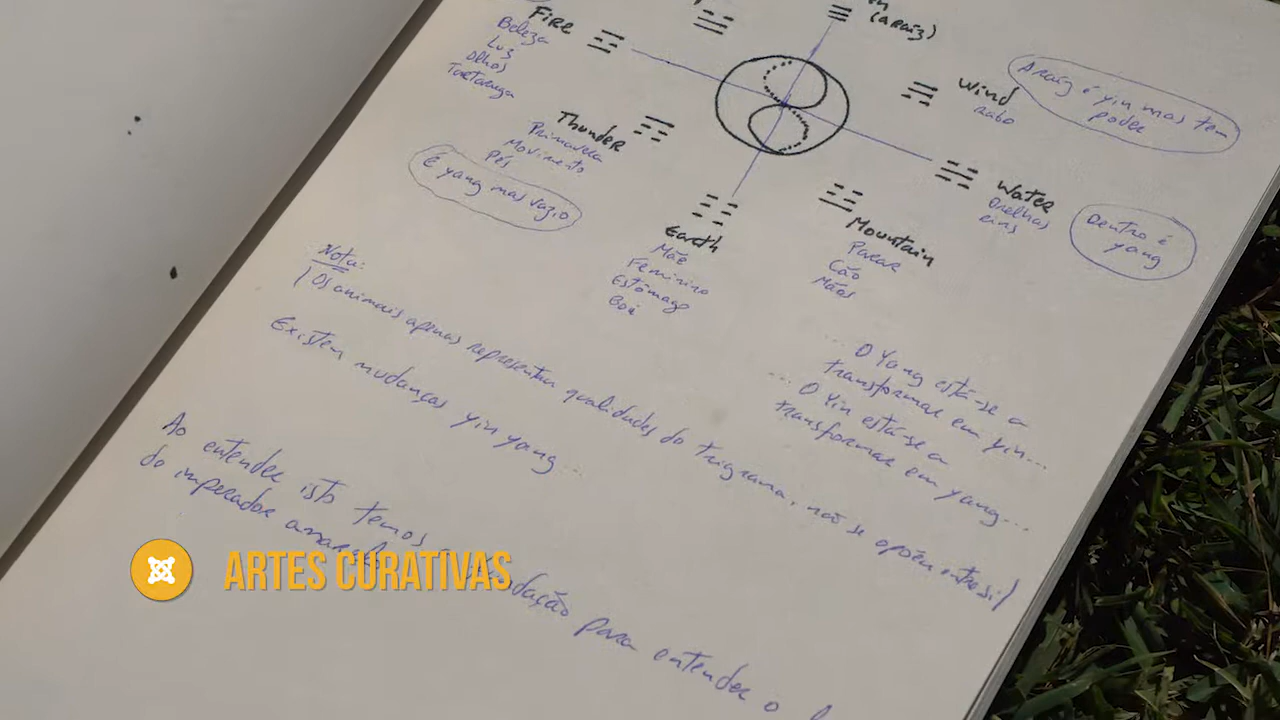 Fire
Beleza
Luz
Olhos
Tartaruga
(a raiz)
Wind
rabo
A raiz é yin mas tem
poder
Thunder
Primavera
Movimento
Pés
É yang mas vazio
Water
Orelhas
rins
Dentro é
yang
Earth
Mãe
Feminino
Estômago
Boi
Mountain
Parar
Cão
Mãos
Nota:
(Os animais apenas representam qualidades do trigrama, não se opõem entre si)
Existem mudanças yin yang...
... O Yang está-se a
transformar em yin...
... O Yin está-se a
transformar em yang...
Ao entender isto temos a fundação para entender o
do imperador amarelo
ARTES CURATIVAS